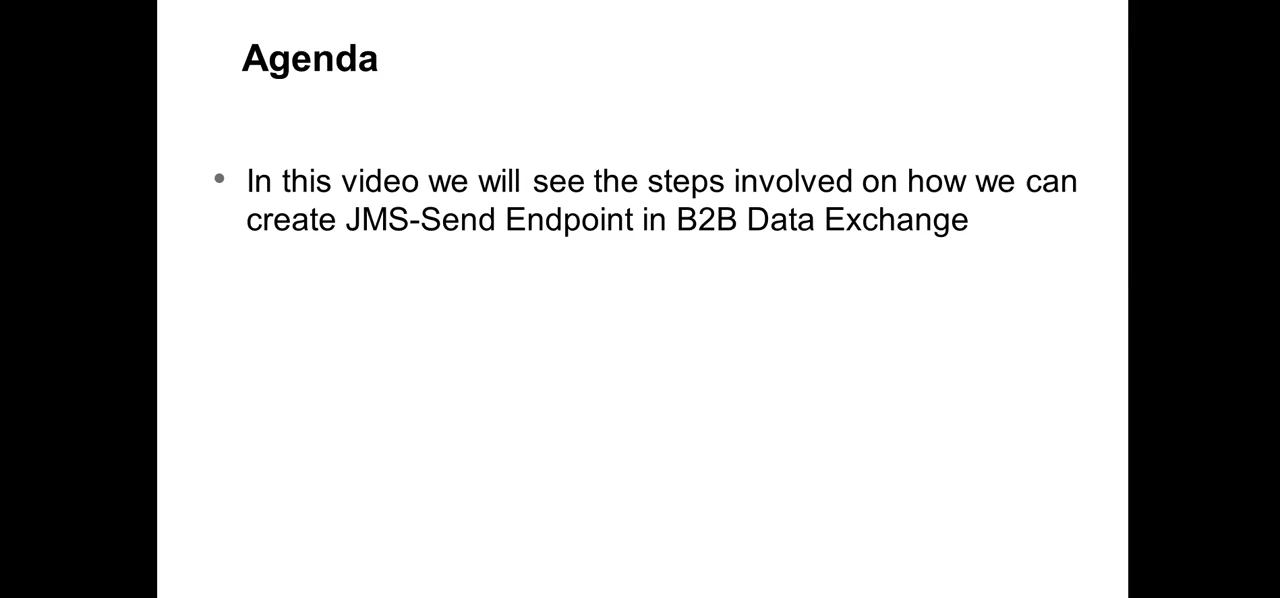 Agenda
• In this video we will see the steps involved on how we can
create JMS-Send Endpoint in B2B Data Exchange